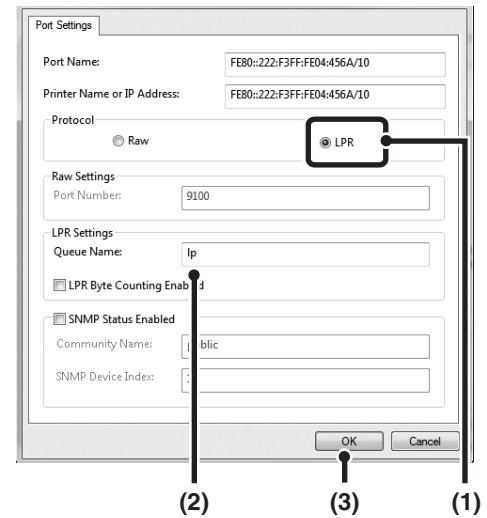 Port Settings
Port Name: FE80::222:F3FF:FE04:456A/10
Printer Name or IP Address: FE80::222:F3FF:FE04:456A/10
Protocol
Raw LPR
Raw Settings
Port Number: 9100
LPR Settings
Queue Name: lp
LPR Byte Counting Enabled
SNMP Status Enabled
Community Name: public
SNMP Device Index:
OK Cancel
(2) (3) (1)